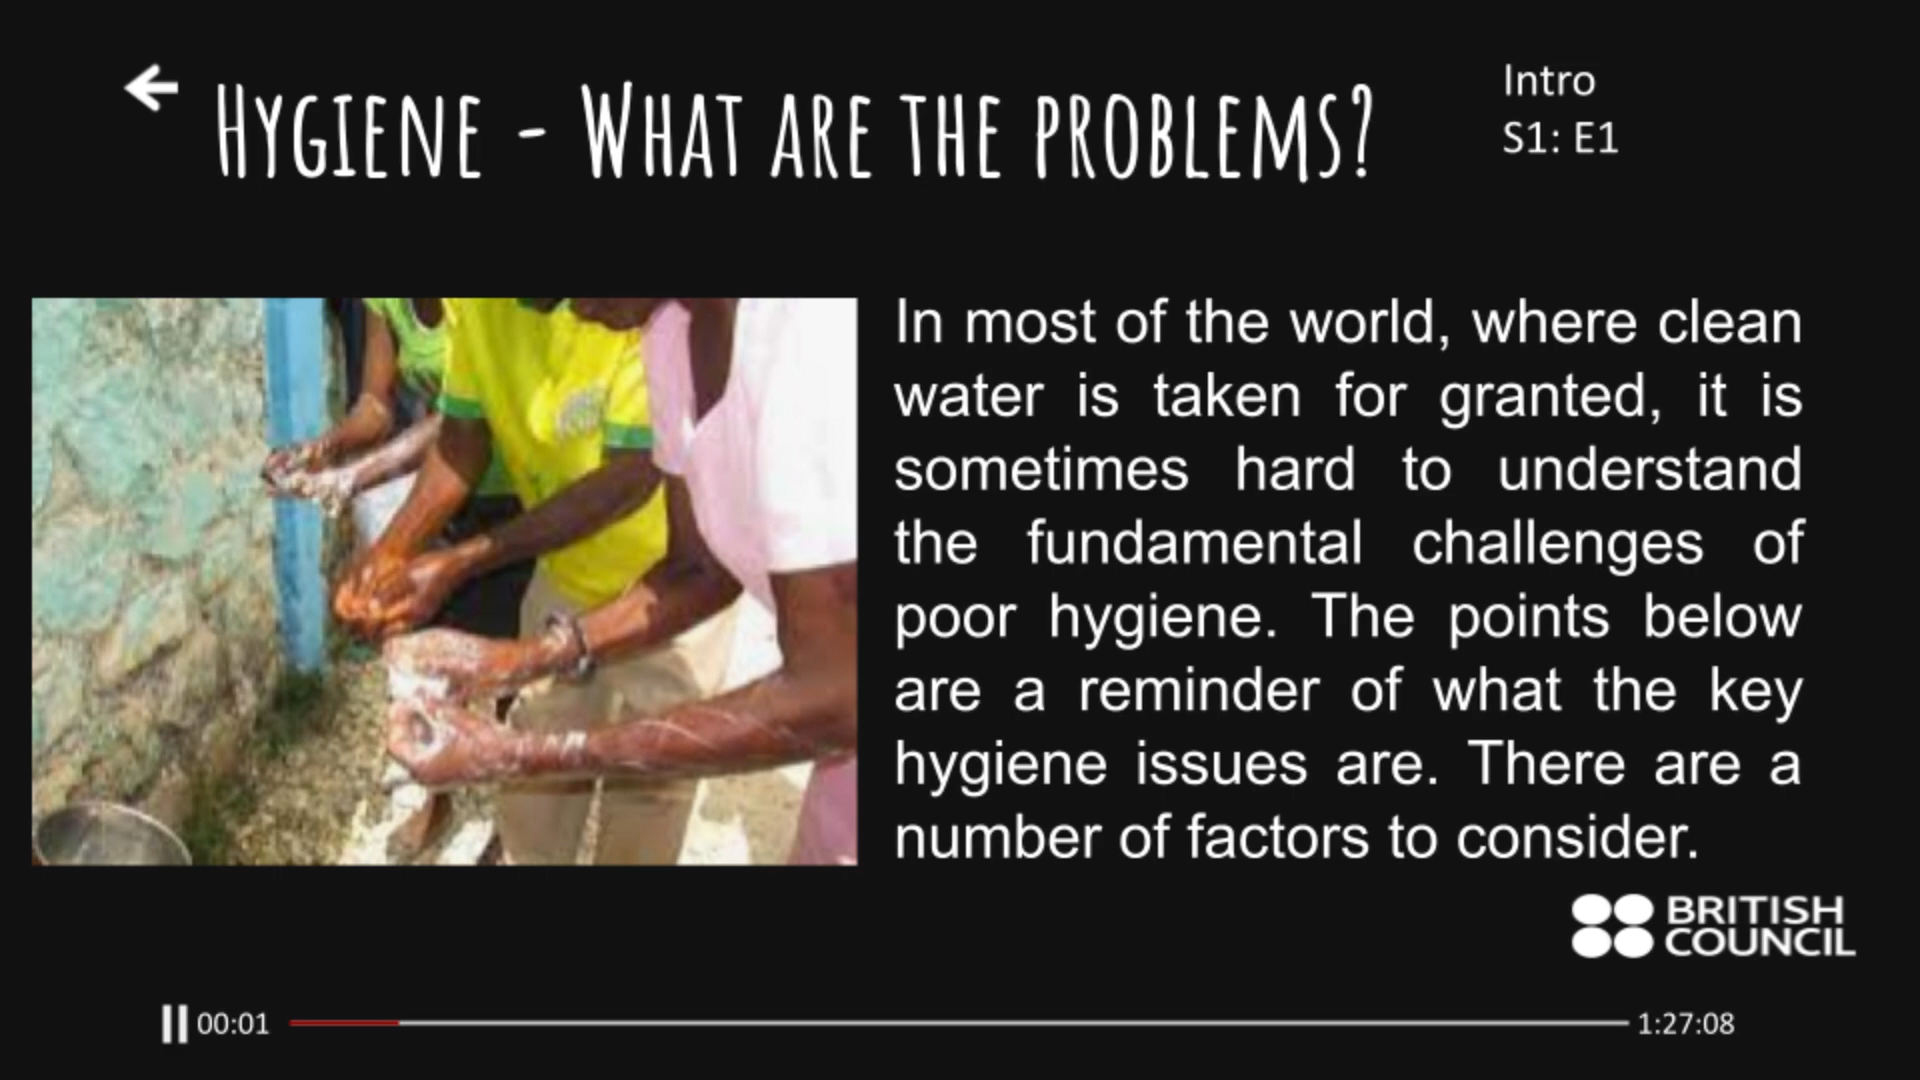 Hygiene - What are the problems?
Intro
S1: E1
In most of the world, where clean
water is taken for granted, it is
sometimes hard to understand
the fundamental challenges of
poor hygiene. The points below
are a reminder of what the key
hygiene issues are. There are a
number of factors to consider.
BRITISH
COUNCIL
00:01
1:27:08